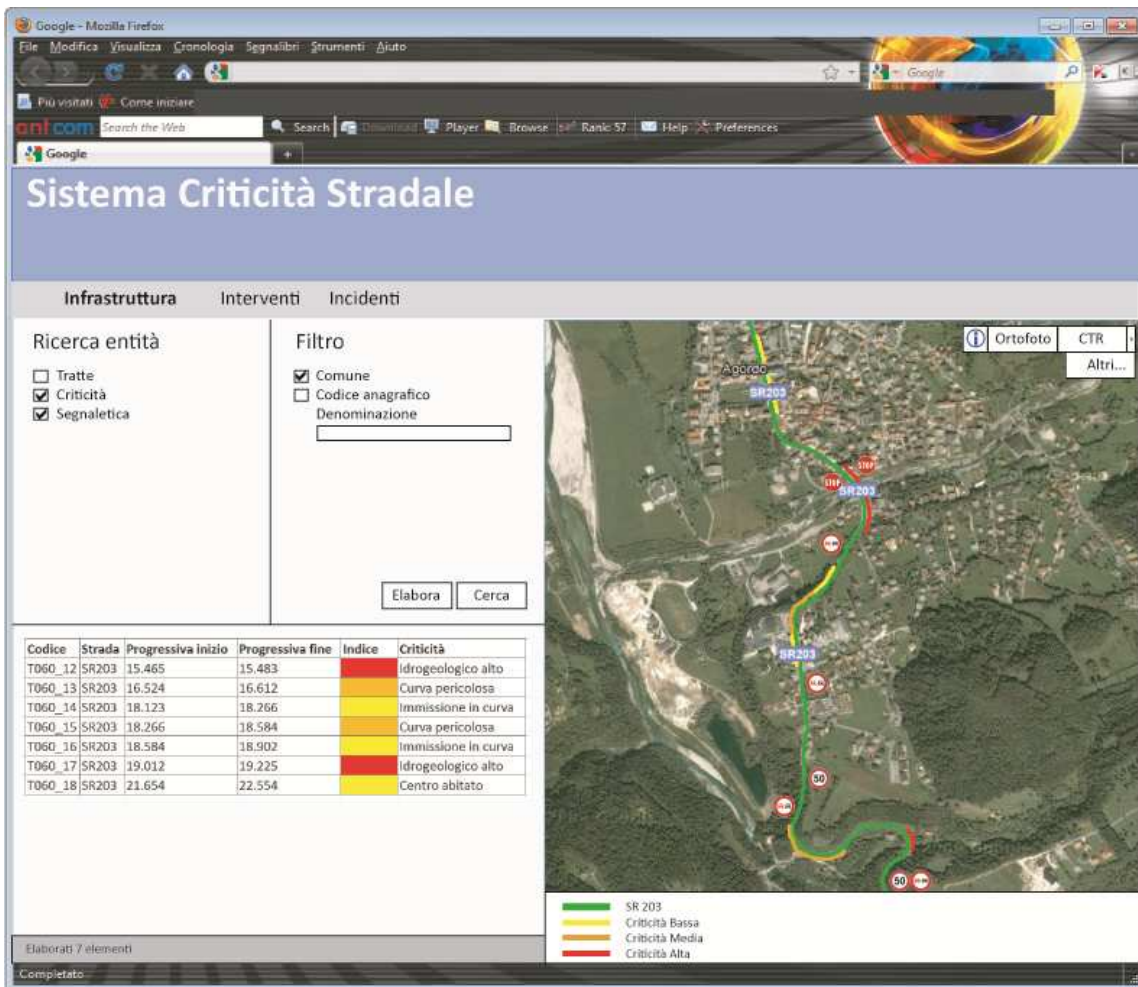 Google - Mozilla Firefox
File Modifica Visualizza Cronologia Segnalibri Strumenti Aiuto
Google
Più visitati Come iniziare
Search the Web Search Download Player Browse Rank: 57 Help Preferences
Google
Sistema Criticità Stradale
Infrastruttura Interventi Incidenti
Ricerca entità
Tratte
Criticità
Segnaletica
Filtro
Comune
Codice anagrafico
Denominazione
Elabora Cerca
Ortofoto CTR
Altri...
Agordo
SR203
STOP
STOP
SR203
SR203
50
50
Codice Strada Progressiva inizio Progressiva fine Indice Criticità
T060_12 SR203 15.465 15.483 Idrogeologico alto
T060_13 SR203 16.524 16.612 Curva pericolosa
T060_14 SR203 18.123 18.266 Immissione in curva
T060_15 SR203 18.266 18.584 Curva pericolosa
T060_16 SR203 18.584 18.902 Immissione in curva
T060_17 SR203 19.012 19.225 Idrogeologico alto
T060_18 SR203 21.654 22.554 Centro abitato
SR 203
Criticità Bassa
Criticità Media
Criticità Alta
Elaborati 7 elementi
Completato